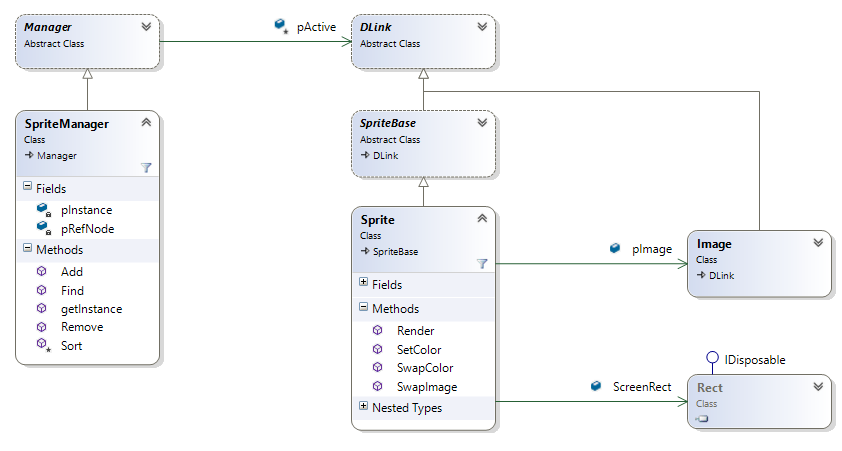 Manager
Abstract Class
pActive
DLink
Abstract Class
SpriteManager
Class
Manager
Fields
pInstance
pRefNode
Methods
Add
Find
getInstance
Remove
Sort
SpriteBase
Abstract Class
DLink
Sprite
Class
SpriteBase
Fields
Methods
Render
SetColor
SwapColor
SwapImage
Nested Types
pImage
Image
Class
DLink
IDisposable
ScreenRect
Rect
Class